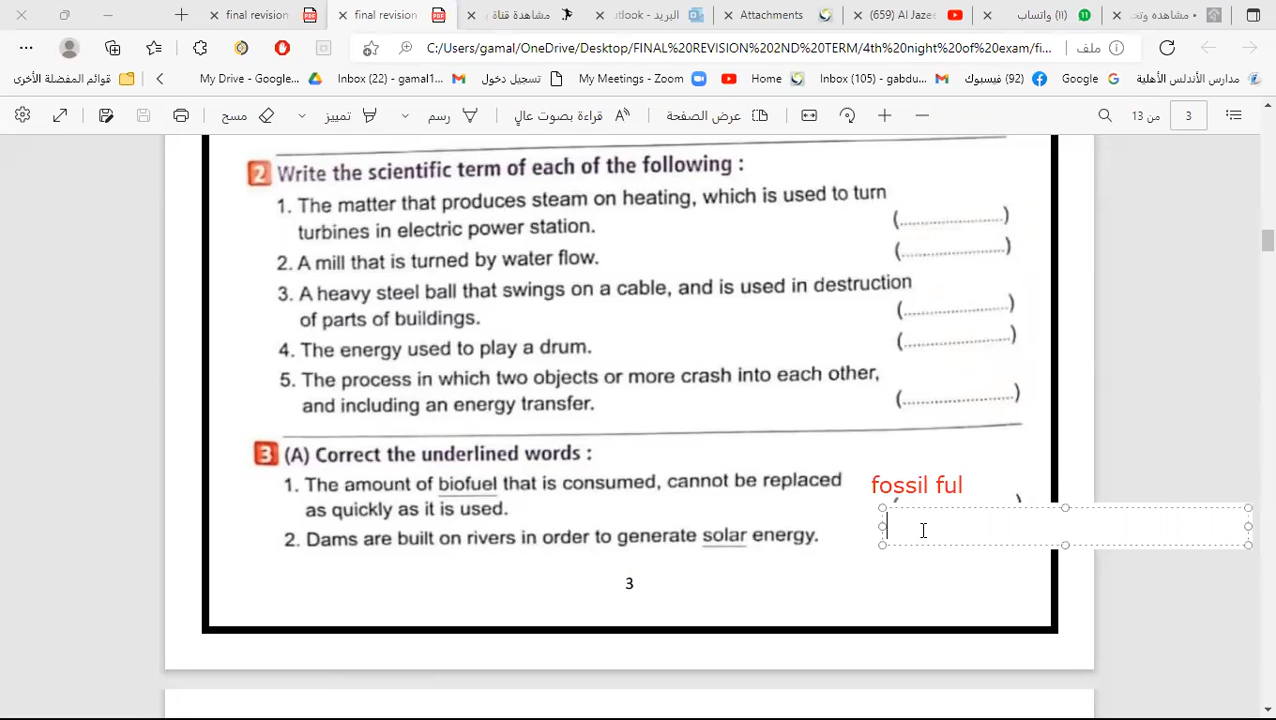 final revision
final revision
مشاهدة قناة
البريد - utlook
Attachments
(659) Al Jazee
(١١) واتساب
مشاهده وتحـ •
C:/Users/gamal/OneDrive/Desktop/FINAL%20REVISION%202ND%20TERM/4th%20night%20of%20exam/fi...
ملف
قوائم المفضلة الأخرى
My Drive - Google...
Inbox (22) - gamal1...
تسجيل دخول
My Meetings - Zoom
Home
Inbox (105) - gabdu...
(92) فيسبوك
Google
مدارس الأندلس الأهلية
مسح
تمييز
رسم
قراءة بصوت عالٍ
عرض الصفحة
من 13
3
2 Write the scientific term of each of the following :
1. The matter that produces steam on heating, which is used to turn
turbines in electric power station. (....................)
2. A mill that is turned by water flow. (....................)
3. A heavy steel ball that swings on a cable, and is used in destruction
of parts of buildings. (....................)
4. The energy used to play a drum. (....................)
5. The process in which two objects or more crash into each other,
and including an energy transfer. (....................)
3 (A) Correct the underlined words :
1. The amount of biofuel that is consumed, cannot be replaced
as quickly as it is used.
fossil ful
2. Dams are built on rivers in order to generate solar energy.
3